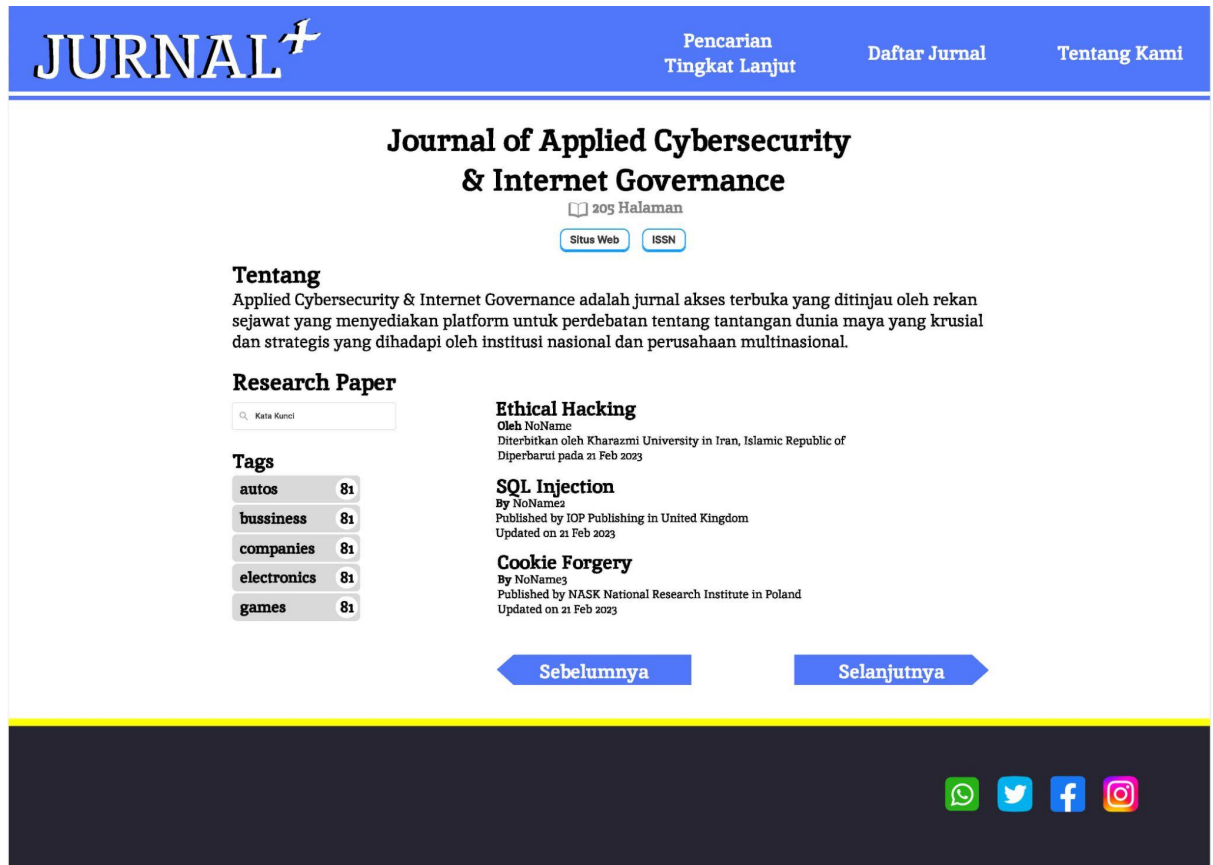 JURNAL+
Pencarian
Tingkat Lanjut
Daftar Jurnal
Tentang Kami
Journal of Applied Cybersecurity
& Internet Governance
205 Halaman
Situs Web
ISSN
Tentang
Applied Cybersecurity & Internet Governance adalah jurnal akses terbuka yang ditinjau oleh rekan
sejawat yang menyediakan platform untuk perdebatan tentang tantangan dunia maya yang krusial
dan strategis yang dihadapi oleh institusi nasional dan perusahaan multinasional.
Research Paper
Kata Kunci
Tags
autos 81
bussiness 81
companies 81
electronics 81
games 81
Ethical Hacking
Oleh NoName
Diterbitkan oleh Kharazmi University in Iran, Islamic Republic of
Diperbarui pada 21 Feb 2023
SQL Injection
By NoName2
Published by IOP Publishing in United Kingdom
Updated on 21 Feb 2023
Cookie Forgery
By NoName3
Published by NASK National Research Institute in Poland
Updated on 21 Feb 2023
Sebelumnya
Selanjutnya